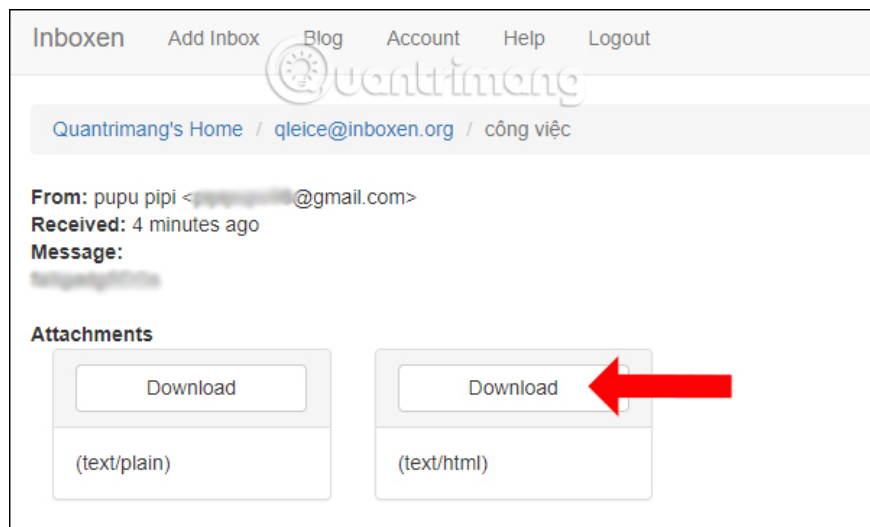 Inboxen Add Inbox Blog Account Help Logout
Quantrimang
Quantrimang's Home / qleice@inboxen.org / công việc
From: pupu pipi < @gmail.com>
Received: 4 minutes ago
Message:
Attachments
Download Download
(text/plain) (text/html)